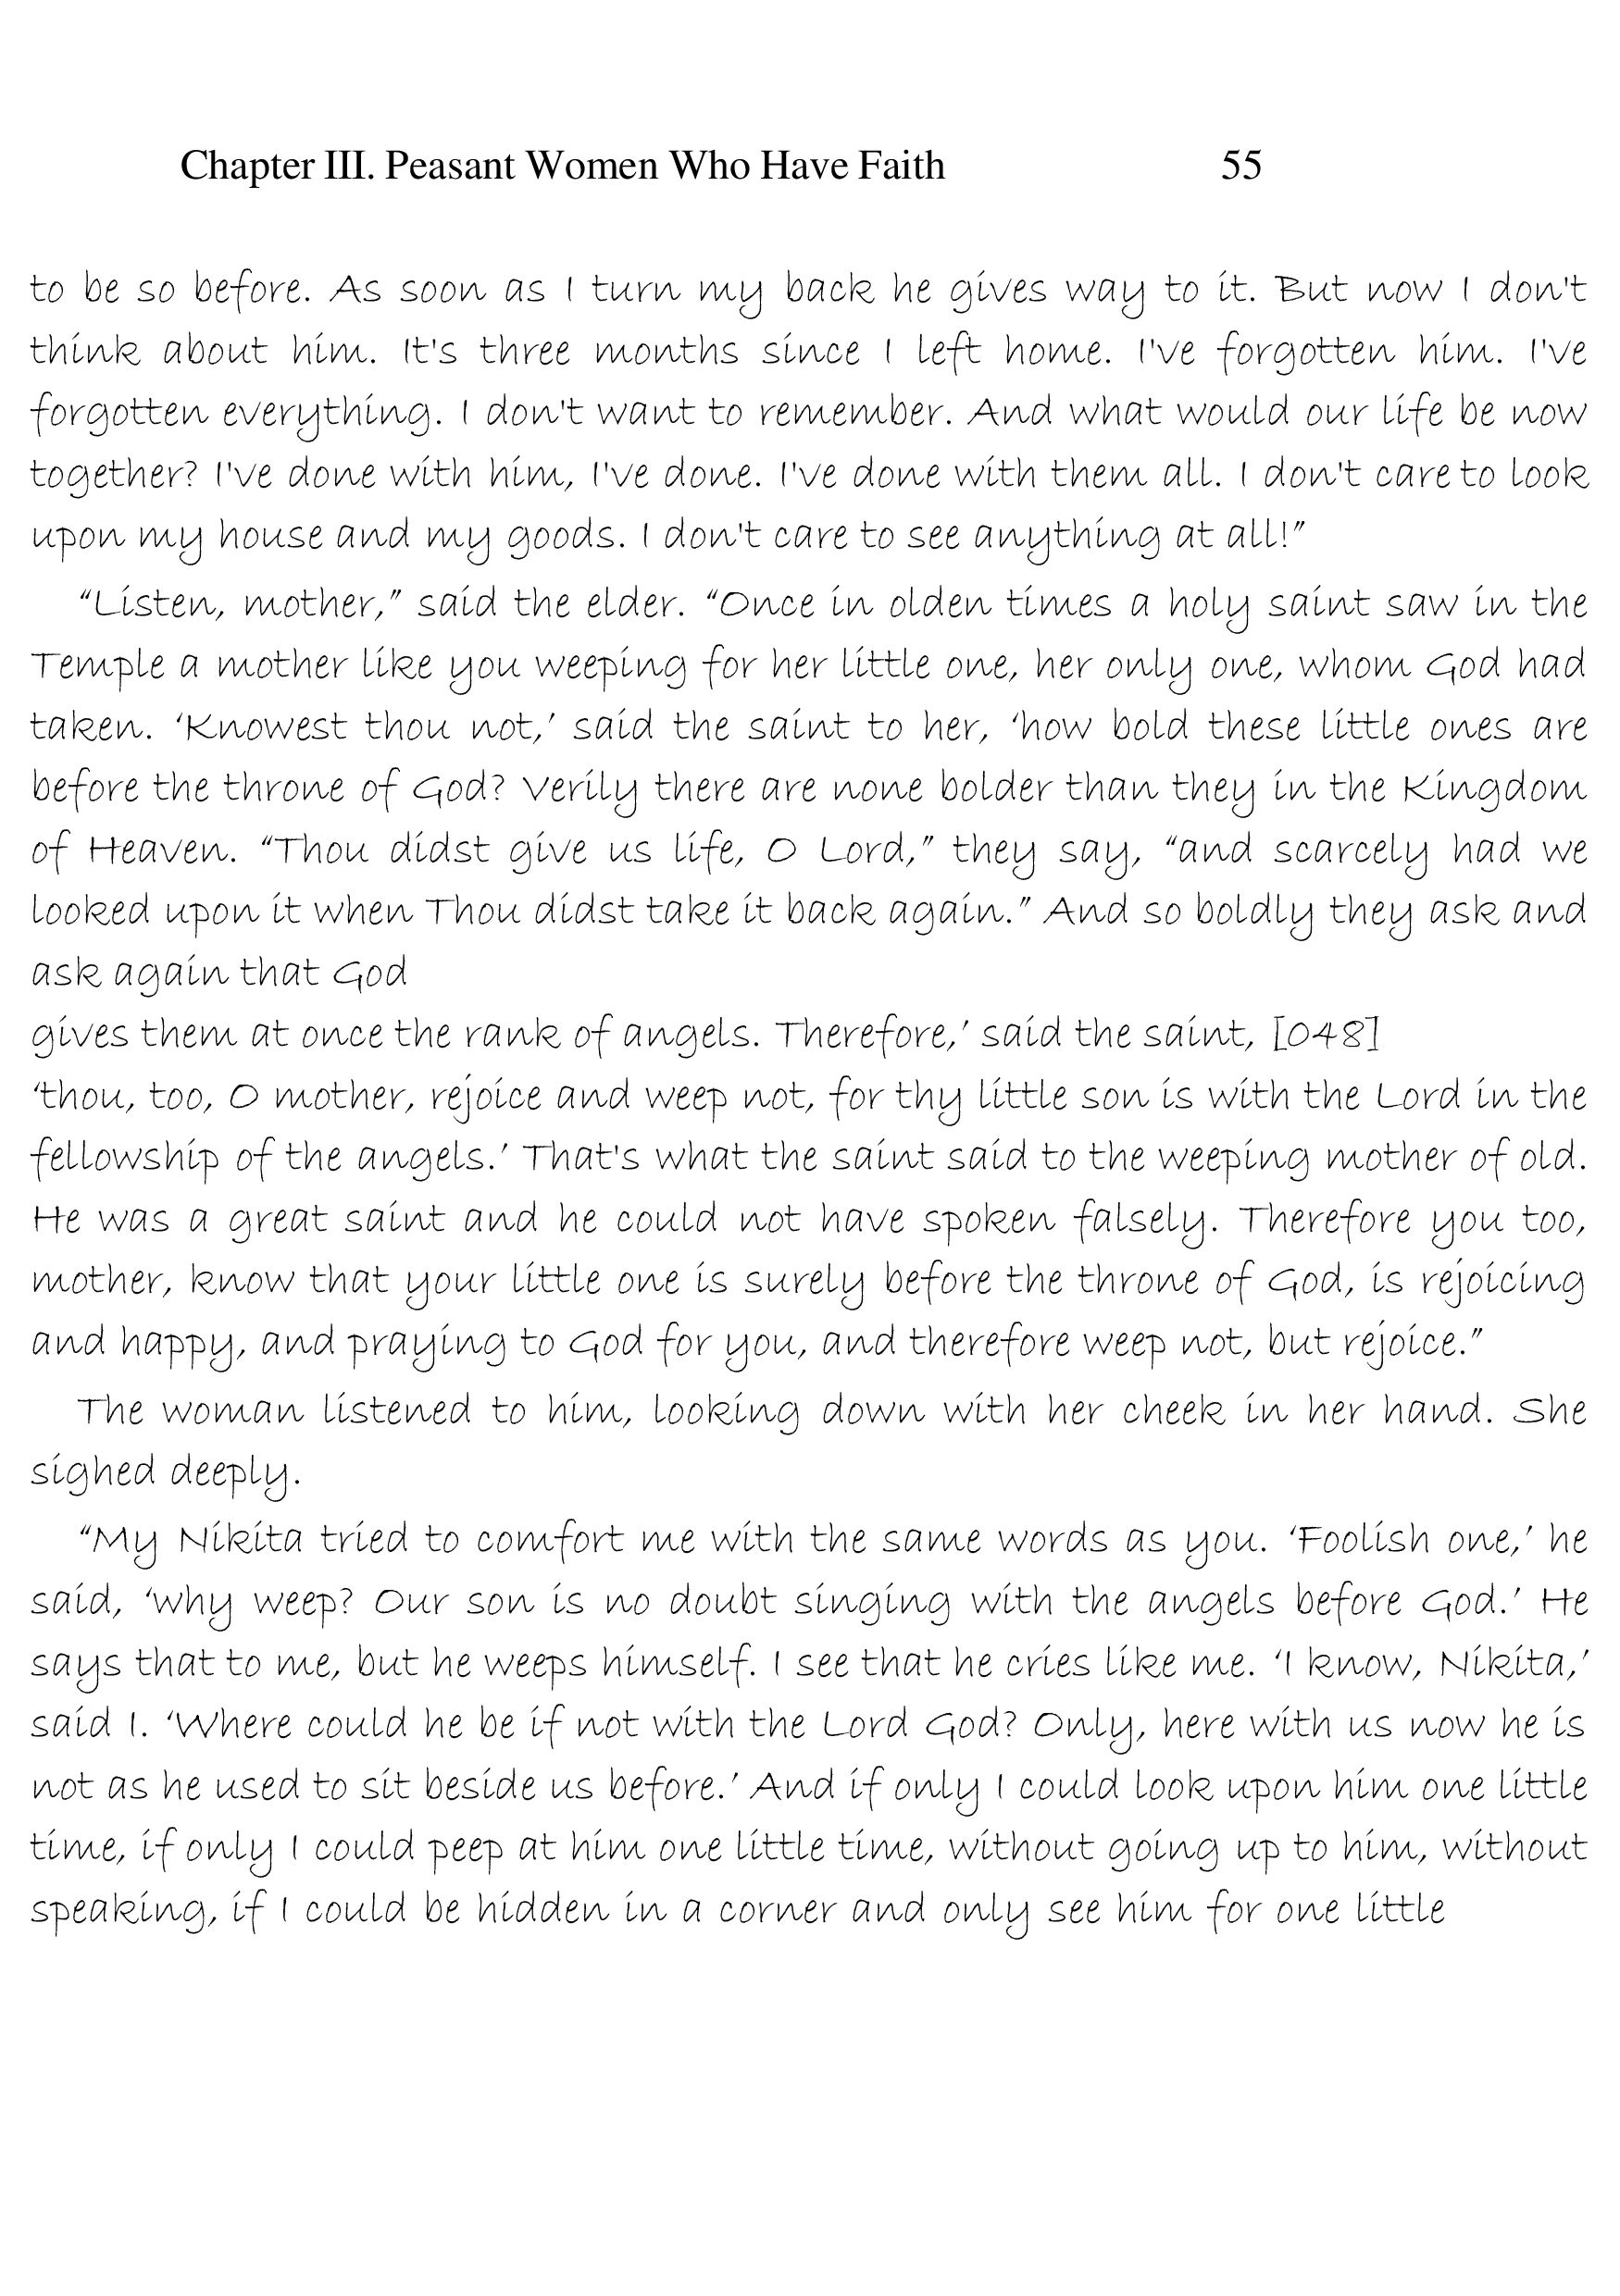 Chapter III. Peasant Women Who Have Faith 55
to be so before. As soon as I turn my back he gives way to it. But now I don't
think about him. It's three months since I left home. I've forgotten him. I've
forgotten everything. I don't want to remember. And what would our life be now
together? I've done with him, I've done. I've done with them all. I don't care to look
upon my house and my goods. I don't care to see anything at all!”
“Listen, mother,” said the elder. “Once in olden times a holy saint saw in the
Temple a mother like you weeping for her little one, her only one, whom God had
taken. ‘Knowest thou not,’ said the saint to her, ‘how bold these little ones are
before the throne of God? Verily there are none bolder than they in the Kingdom
of Heaven. “Thou didst give us life, O Lord,” they say, “and scarcely had we
looked upon it when Thou didst take it back again.” And so boldly they ask and
ask again that God
gives them at once the rank of angels. Therefore,’ said the saint, [048]
‘thou, too, O mother, rejoice and weep not, for thy little son is with the Lord in the
fellowship of the angels.’ That's what the saint said to the weeping mother of old.
He was a great saint and he could not have spoken falsely. Therefore you too,
mother, know that your little one is surely before the throne of God, is rejoicing
and happy, and praying to God for you, and therefore weep not, but rejoice.”
The woman listened to him, looking down with her cheek in her hand. She
sighed deeply.
“My Nikita tried to comfort me with the same words as you. ‘Foolish one,’ he
said, ‘why weep? Our son is no doubt singing with the angels before God.’ He
says that to me, but he weeps himself. I see that he cries like me. ‘I know, Nikita,’
said I. ‘Where could he be if not with the Lord God? Only, here with us now he is
not as he used to sit beside us before.’ And if only I could look upon him one little
time, if only I could peep at him one little time, without going up to him, without
speaking, if I could be hidden in a corner and only see him for one little